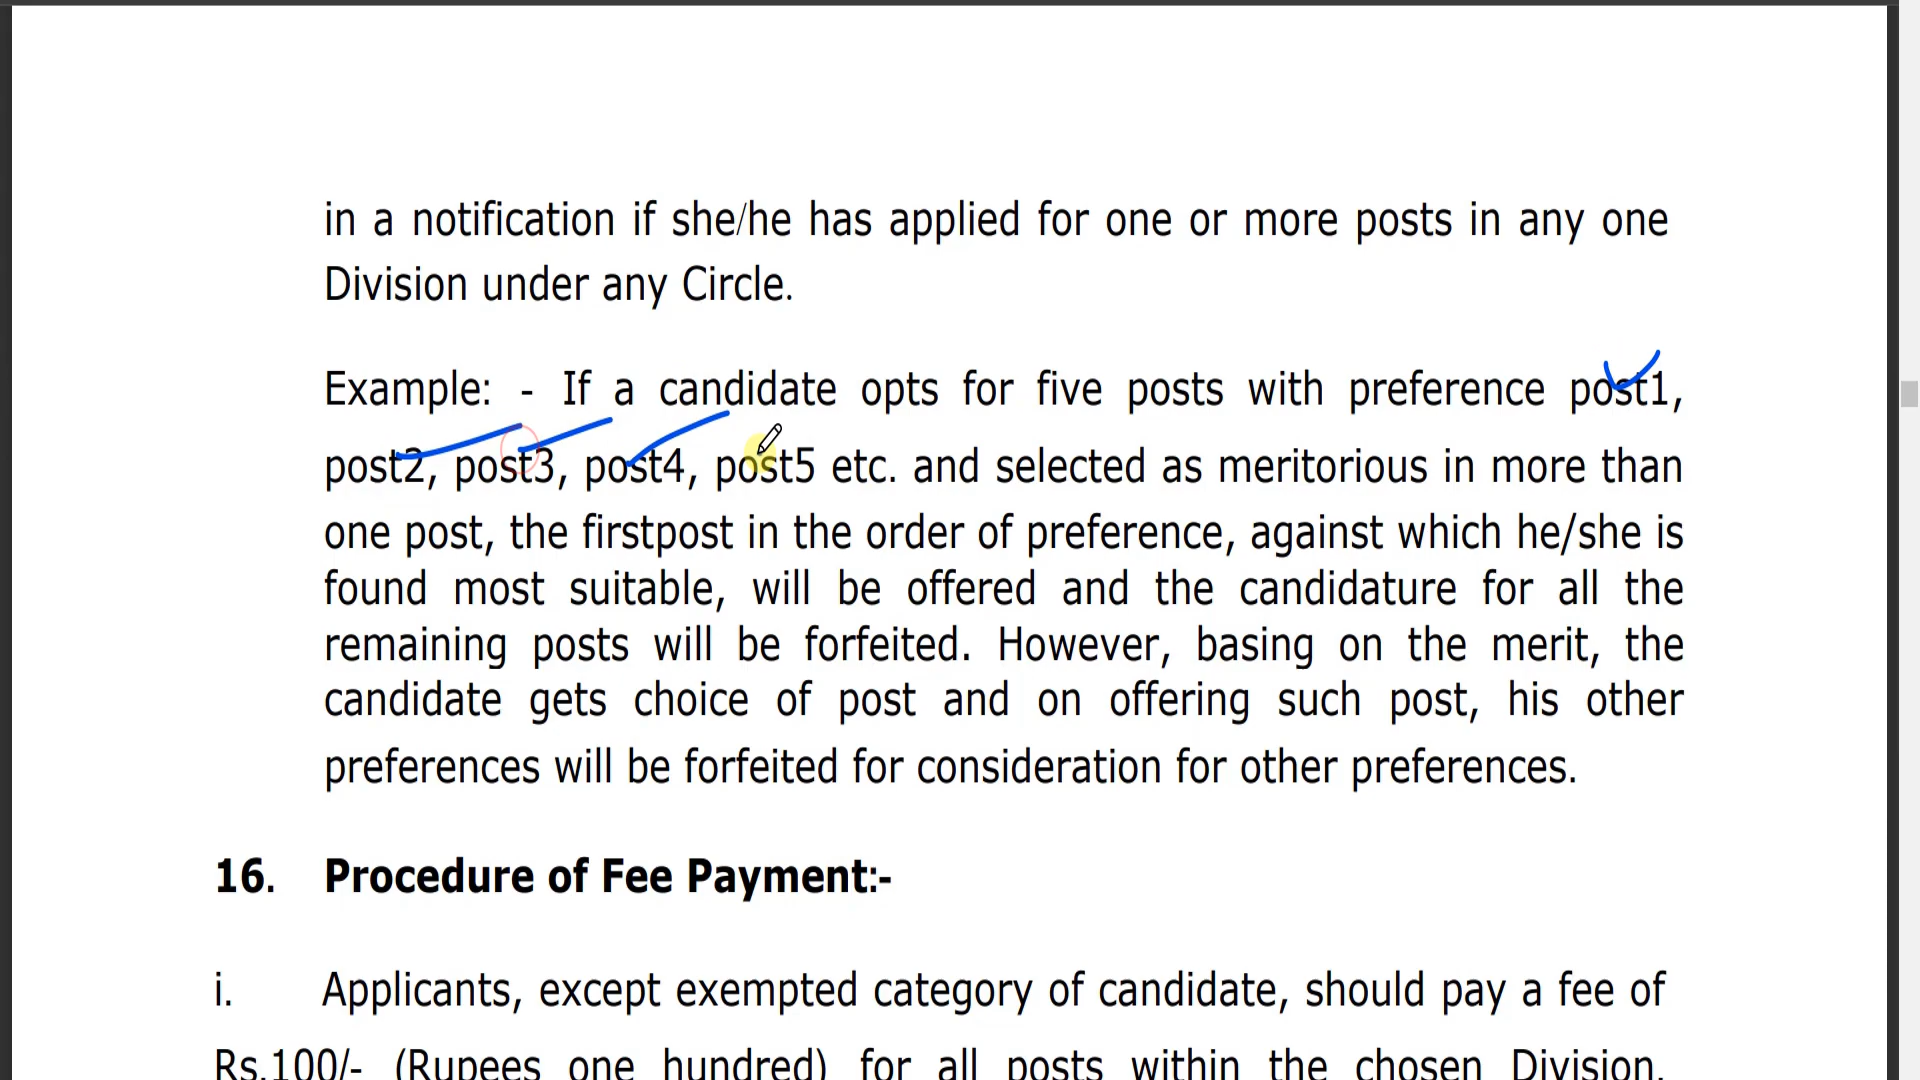 in a notification if she/he has applied for one or more posts in any one
Division under any Circle.
Example: - If a candidate opts for five posts with preference post1,
post2, post3, post4, post5 etc. and selected as meritorious in more than
one post, the firstpost in the order of preference, against which he/she is
found most suitable, will be offered and the candidature for all the
remaining posts will be forfeited. However, basing on the merit, the
candidate gets choice of post and on offering such post, his other
preferences will be forfeited for consideration for other preferences.
16. Procedure of Fee Payment:-
i. Applicants, except exempted category of candidate, should pay a fee of
Rs.100/- (Rupees one hundred) for all posts within the chosen Division.